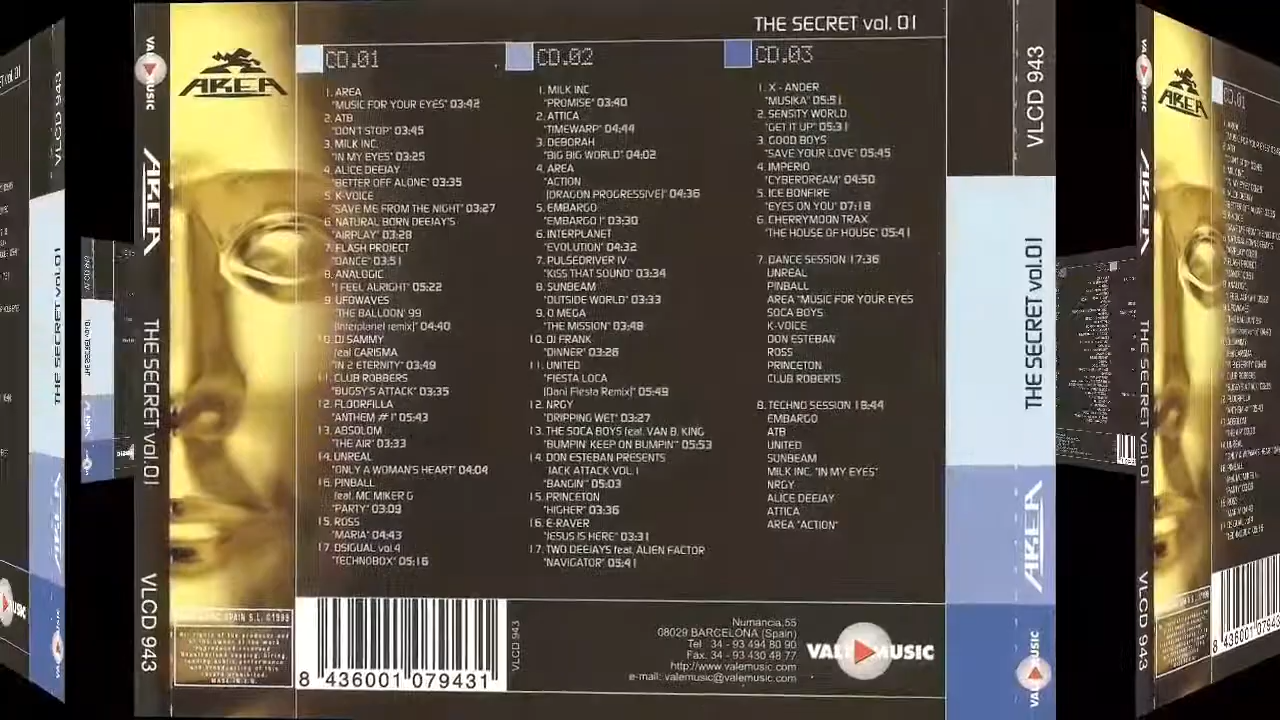 THE SECRET vol. 01
AREA
CD.01
1. AREA
"MUSIC FOR YOUR EYES" 03:42
2. ATB
"DON'T STOP" 03:45
3. MILK INC.
"IN MY EYES" 03:25
4. ALICE DEEJAY
"BETTER OFF ALONE" 03:35
5. K-VOICE
"SAVE ME FROM THE NIGHT" 03:27
6. NATURAL BORN DEEJAY'S
"AIRPLAY" 03:28
7. FLASH PROJECT
"DANCE" 03:51
8. ANALOGIC
"I FEEL ALRIGHT" 05:22
9. UFOWAVES
"THE BALLOON' 99
[Interplanet remix]" 04:40
10. DJ SAMMY
feat CARISMA
"IN 2 ETERNITY" 03:49
11. CLUB ROBBERS
"BUGSY'S ATTACK" 03:35
12. FLOORFILLA
"ANTHEM # 1" 05:43
13. ABSOLOM
"THE AIR" 03:33
14. UNREAL
"ONLY A WOMAN'S HEART" 04:04
16. PINBALL
feat. MC MIKER G
"PARTY" 03:09
15. ROSS
"MARIA" 04:43
17. DSIGUAL vol.4
"TECHNOBOX" 05:16
CD.02
1. MILK INC
"PROMISE" 03:40
2. ATTICA
"TIMEWARP" 04:44
3. DEBORAH
"BIG BIG WORLD" 04:02
4. AREA
"ACTION
[DRAGON PROGRESSIVE]" 04:36
5. EMBARGO
"EMBARGO !" 03:30
6. INTERPLANET
"EVOLUTION" 04:32
7. PULSEDRIVER IV
"KISS THAT SOUND" 03:34
8. SUNBEAM
"OUTSIDE WORLD" 03:33
9. O.MEGA
"THE MISSION" 03:48
10. DJ FRANK
"DINNER" 03:26
11. UNITED
"FIESTA LOCA
[Dani Fiesta Remix]" 05:49
12. NRGY
"DRIPPING WET" 03:27
13. THE SOCA BOYS feat. VAN B. KING
"BUMPIN' KEEP ON BUMPIN'" 05:53
14. DON ESTEBAN PRESENTS
JACK ATTACK VOL. 1
"BANGIN" 05:03
15. PRINCETON
"HIGHER" 03:36
16. E-RAVER
"JESUS IS HERE" 03:31
17. TWO DEEJAYS feat. ALIEN FACTOR
"NAVIGATOR" 05:41
CD.03
1. X - ANDER
"MUSIKA" 05:51
2. SENSITY WORLD
"GET IT UP" 05:31
3. GOOD BOYS
"SAVE YOUR LOVE" 05:45
4. IMPERIO
"CYBERDREAM" 04:50
5. ICE BONFIRE
"EYES ON YOU" 07:18
6. CHERRYMOON TRAX
"THE HOUSE OF HOUSE" 05:41
7. DANCE SESSION 17:36
UNREAL
PINBALL
AREA "MUSIC FOR YOUR EYES
SOCA BOYS
K-VOICE
DON ESTEBAN
ROSS
PRINCETON
CLUB ROBERTS
8. TECHNO SESSION 18:44
EMBARGO
ATB
UNITED
SUNBEAM
MILK INC. "IN MY EYES"
NRGY
ALICE DEEJAY
ATTICA
AREA "ACTION"
8 436001 079431
VLCD 943
Numancia,55
08029 BARCELONA (Spain)
Tel 34 - 93 494 80 90
Fax. 34 - 93 430 48 77
http://www.valemusic.com
e-mail: valemusic@valemusic.com
VALE MUSIC
VALE MUSIC
AREA
THE SECRET vol.01
VLCD 943
VLCD 943
THE SECRET vol.01
AREA
VALE MUSIC